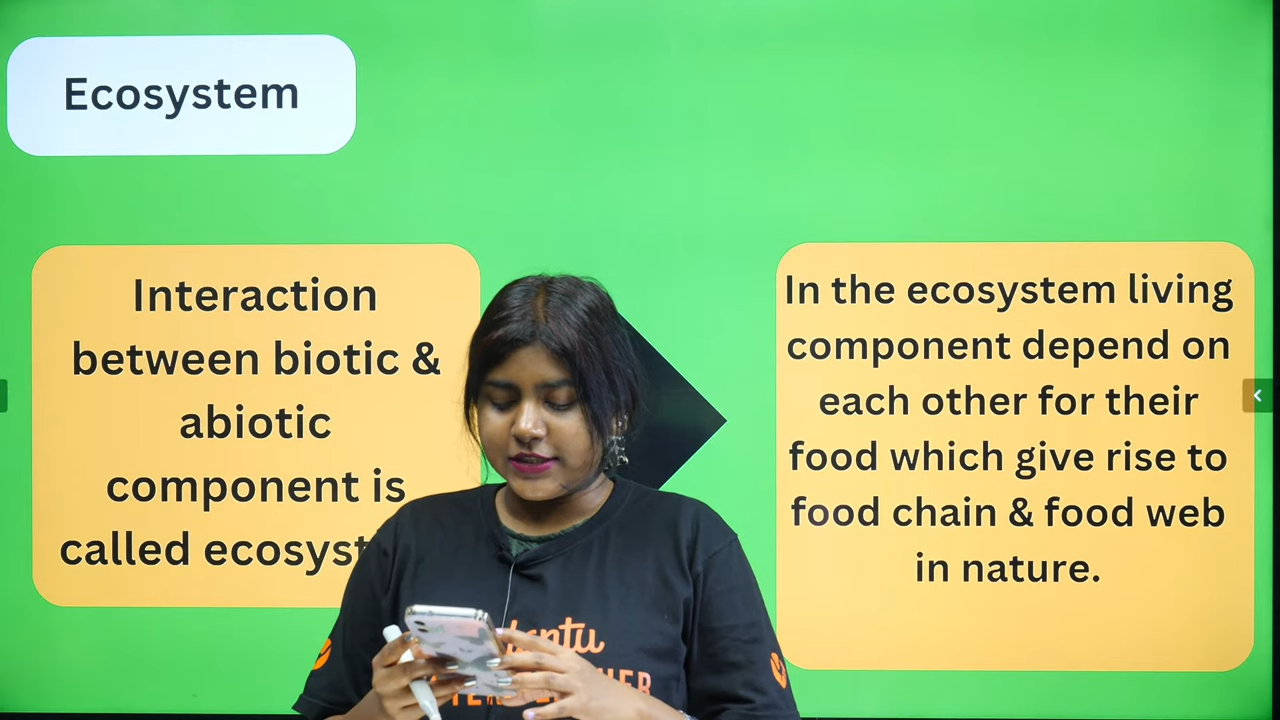 Ecosystem
Interaction
between biotic &
abiotic
component is
called
In the ecosystem living
component depend on
each other for their
food which give rise to
food chain & food web
in nature.